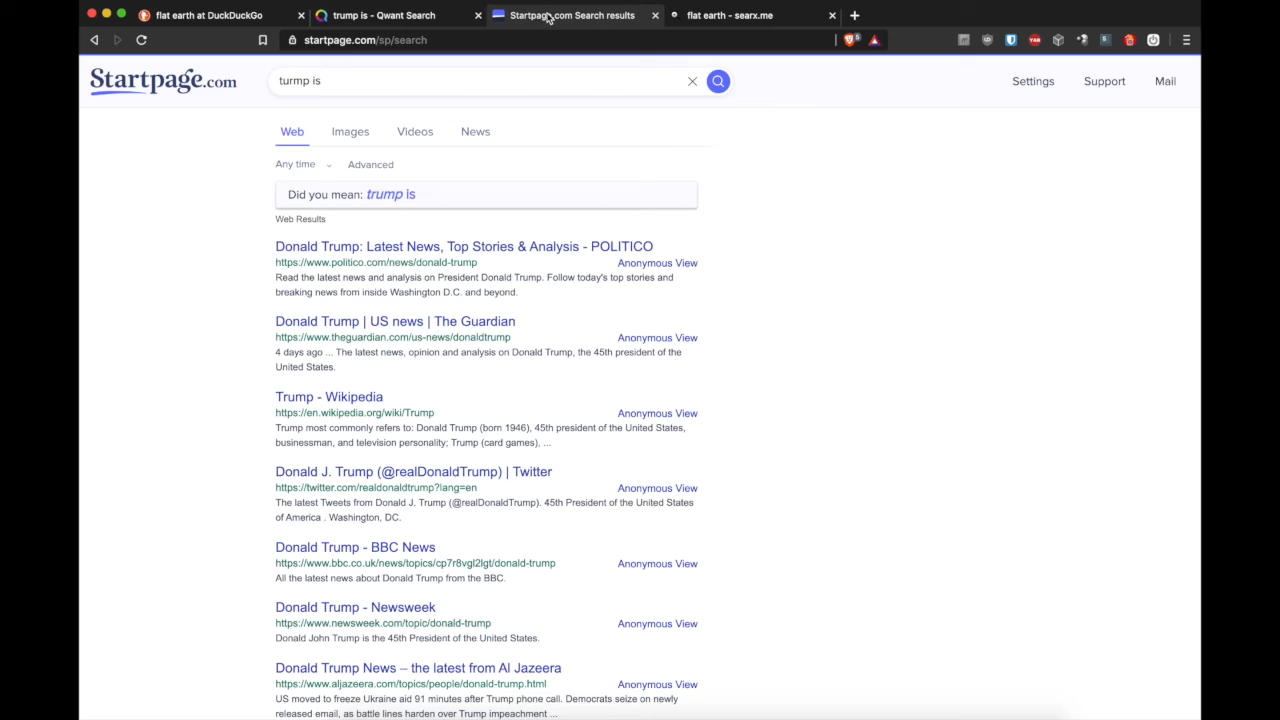 flat earth at DuckDuckGo
trump is - Qwant Search
Startpage.com Search results
flat earth - searx.me
startpage.com/sp/search
Startpage.com
turmp is
Settings
Support
Mail
Web
Images
Videos
News
Any time
Advanced
Did you mean: trump is
Web Results
Donald Trump: Latest News, Top Stories & Analysis - POLITICO
https://www.politico.com/news/donald-trump
Anonymous View
Read the latest news and analysis on President Donald Trump. Follow today's top stories and
breaking news from inside Washington D.C. and beyond.
Donald Trump | US news | The Guardian
https://www.theguardian.com/us-news/donaldtrump
Anonymous View
4 days ago ... The latest news, opinion and analysis on Donald Trump, the 45th president of the
United States.
Trump - Wikipedia
https://en.wikipedia.org/wiki/Trump
Anonymous View
Trump most commonly refers to: Donald Trump (born 1946), 45th president of the United States,
businessman, and television personality; Trump (card games), ...
Donald J. Trump (@realDonaldTrump) | Twitter
https://twitter.com/realdonaldtrump?lang=en
Anonymous View
The latest Tweets from Donald J. Trump (@realDonaldTrump). 45th President of the United States
of America . Washington, DC.
Donald Trump - BBC News
https://www.bbc.co.uk/news/topics/cp7r8vgl2lgt/donald-trump
Anonymous View
All the latest news about Donald Trump from the BBC.
Donald Trump - Newsweek
https://www.newsweek.com/topic/donald-trump
Anonymous View
Donald John Trump is the 45th President of the United States.
Donald Trump News – the latest from Al Jazeera
https://www.aljazeera.com/topics/people/donald-trump.html
Anonymous View
US moved to freeze Ukraine aid 91 minutes after Trump phone call. Democrats seize on newly
released email, as battle lines harden over Trump impeachment ...